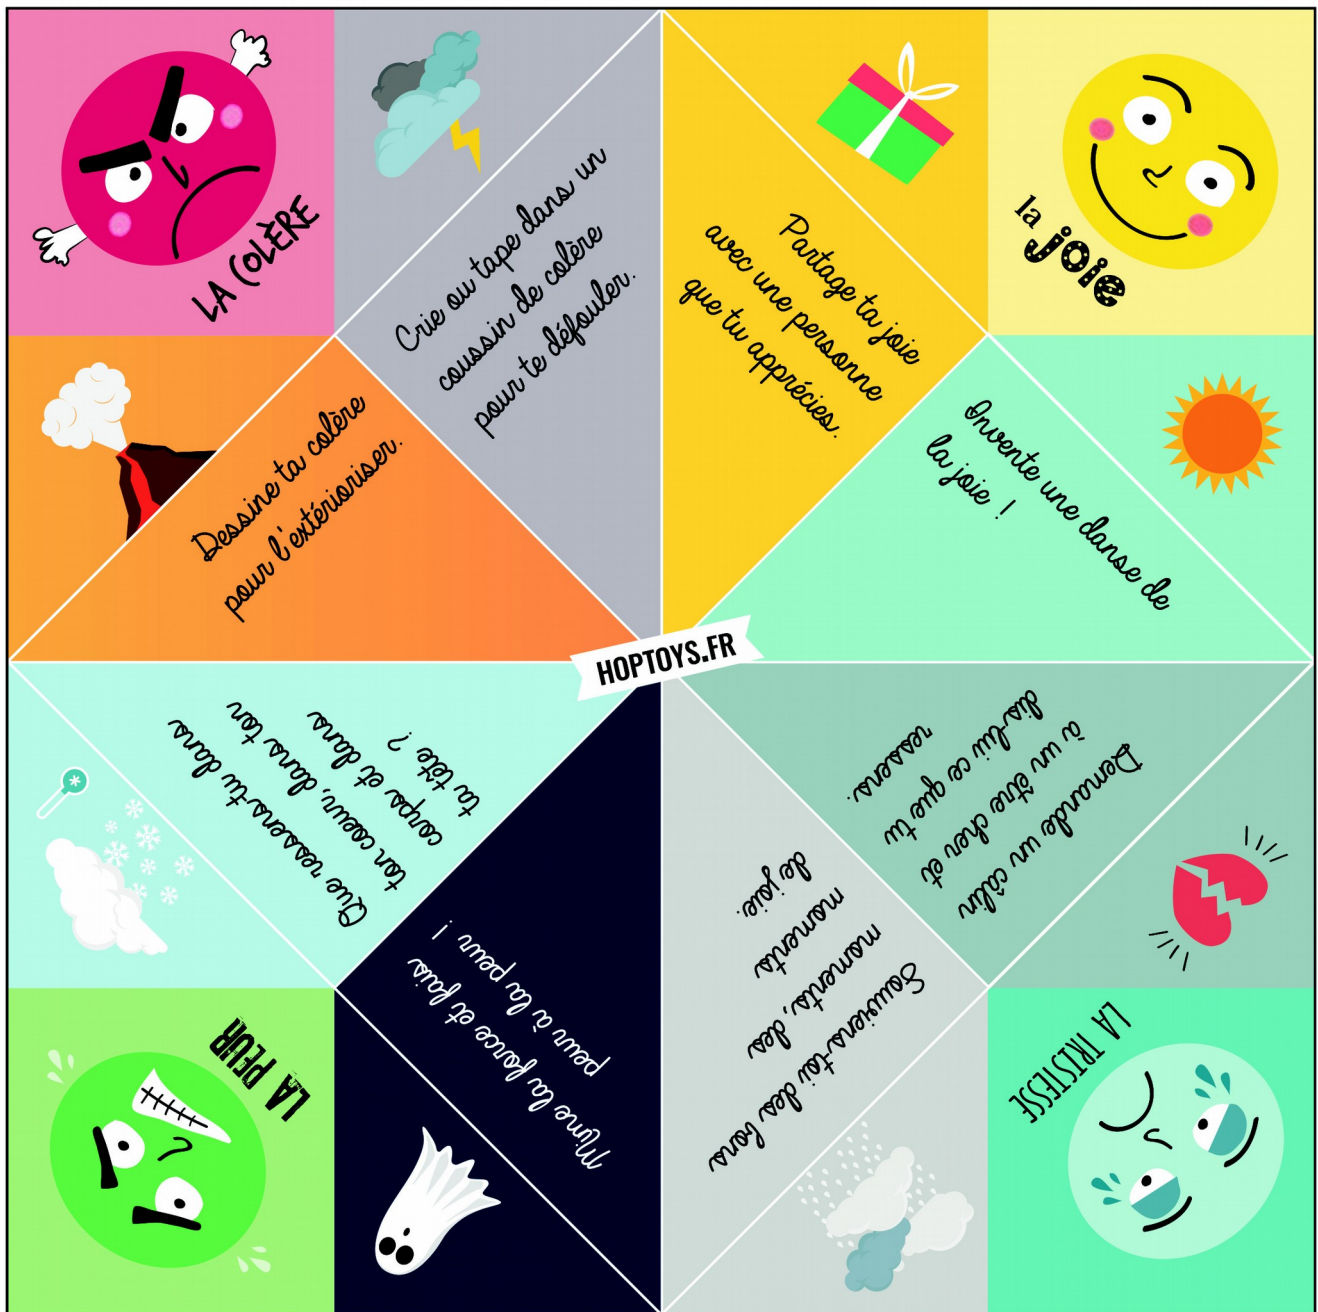 LA COLÈRE
Crie ou tape dans un
coussin de colère
pour te défouler.
Dessine ta colère
pour l'extérioriser.
Partage ta joie
avec une personne
que tu apprécies.
la joie
Invente une danse de
la joie !
HOPTOYS.FR
Que ressens-tu dans
ton coeur, dans ton
corps et dans
ta tête ?
Mime la force et fais
peur à la peur !
LA PEUR
Demande un câlin
à un être cher et
dis-lui ce que tu
ressens.
Souviens-toi des bons
moments, des
moments
de joie.
LA TRISTESSE